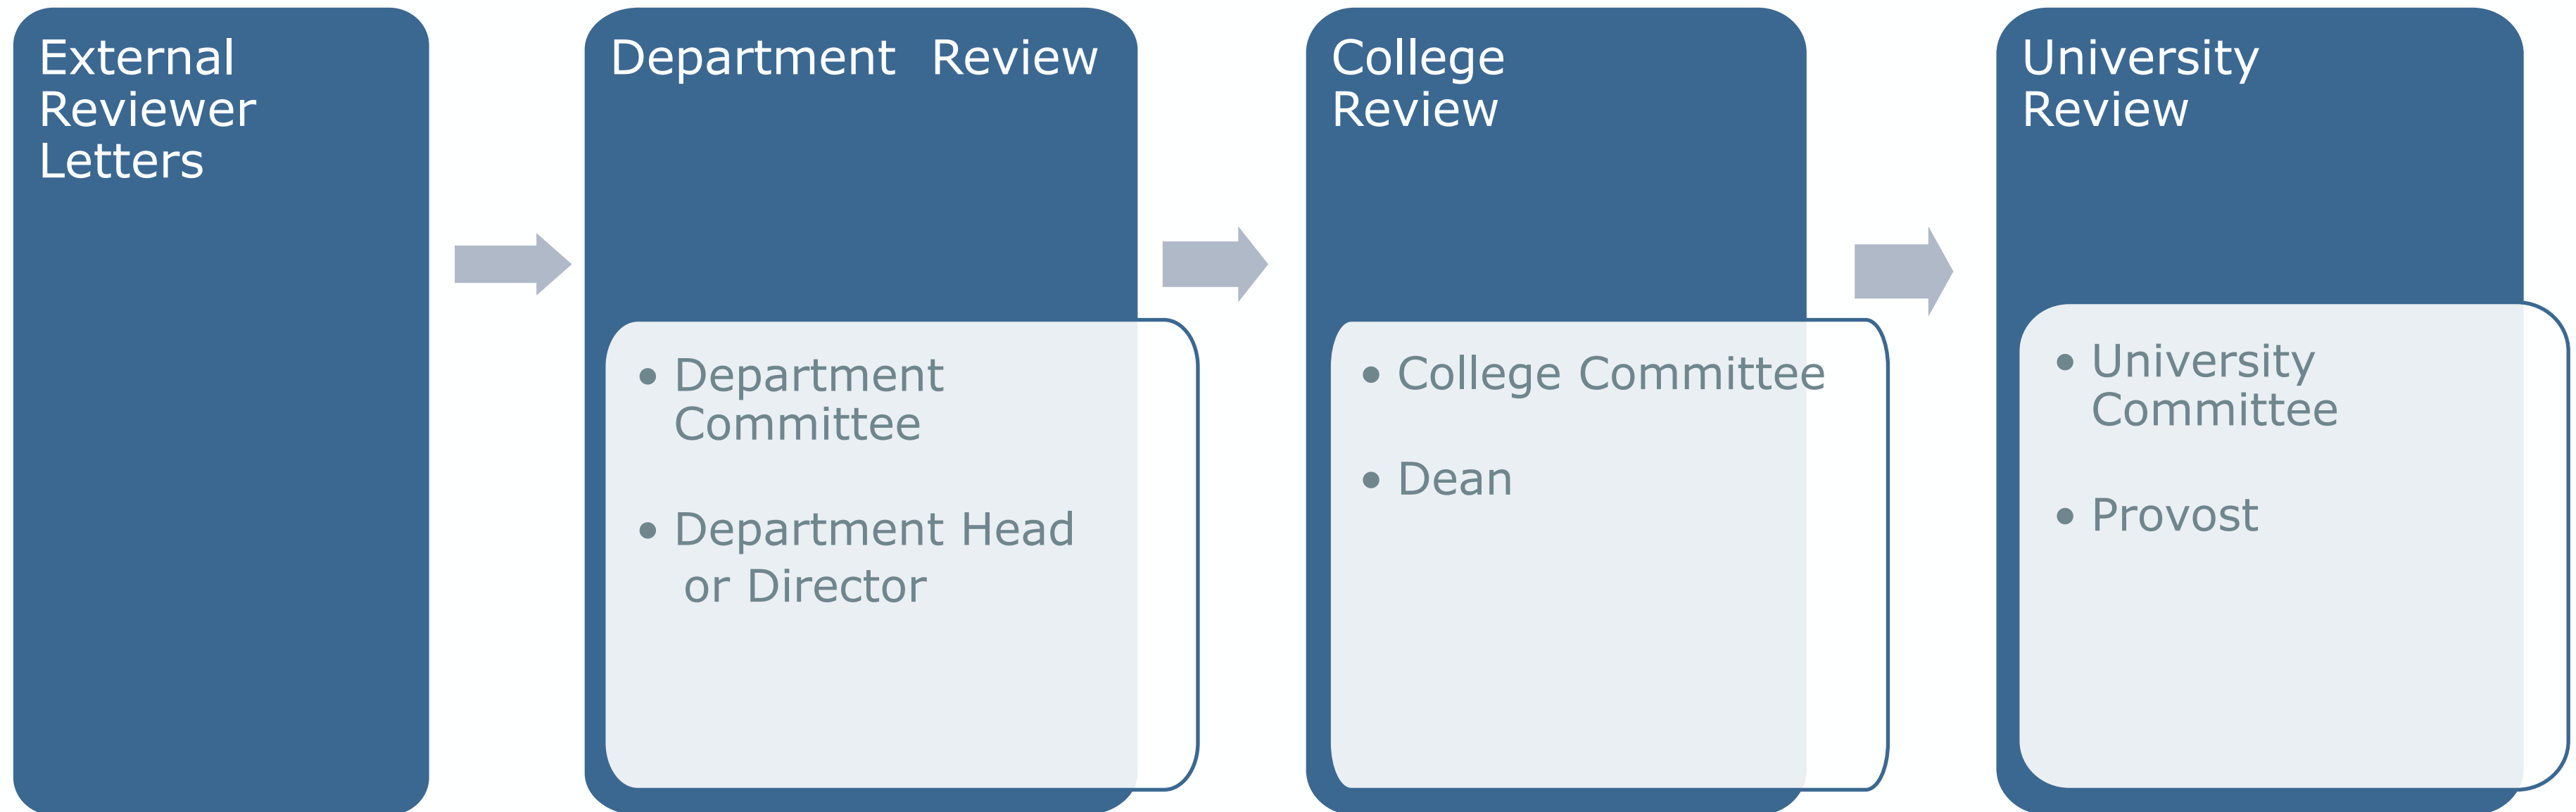 External
Reviewer
Letters
Department Review
• Department
Committee
• Department Head
or Director
College
Review
• College Committee
• Dean
University
Review
• University
Committee
• Provost